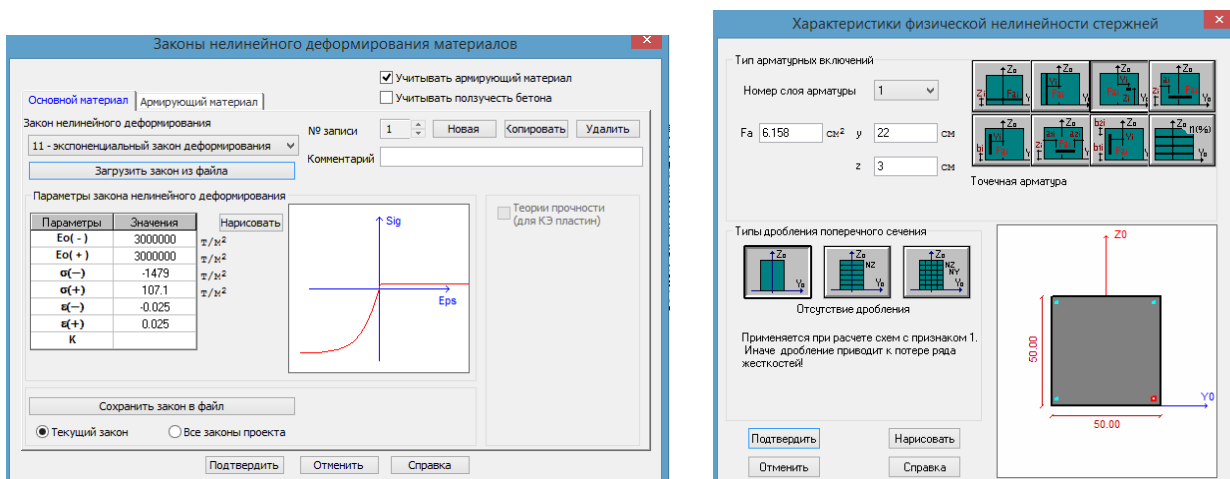 Законы нелинейного деформирования материалов
Учитывать армирующий материал
Учитывать ползучесть бетона
Основной материал
Армирующий материал
Закон нелинейного деформирования
11 - экспоненциальный закон деформирования
Загрузить закон из файла
№ записи
1
Новая
Копировать
Удалить
Комментарий
Параметры закона нелинейного деформирования
Параметры Значения
Нарисовать
Eo( - ) 3000000 т/м²
Eo( + ) 3000000 т/м²
σ(−) -1479 т/м²
σ(+) 107.1 т/м²
ε(−) -0.025
ε(+) 0.025
К
Sig
Eps
Теории прочности
(для КЭ пластин)
Сохранить закон в файл
Текущий закон
Все законы проекта
Подтвердить
Отменить
Справка
Характеристики физической нелинейности стержней
Тип арматурных включений
Номер слоя арматуры
1
Fa 6.158 см² y 22 см
z 3 см
Точечная арматура
Типы дробления поперечного сечения
Отсутствие дробления
Применяется при расчете схем с признаком 1.
Иначе дробление приводит к потере ряда
жесткостей!
Z0
50.00
Y0
50.00
Подтвердить
Нарисовать
Отменить
Справка